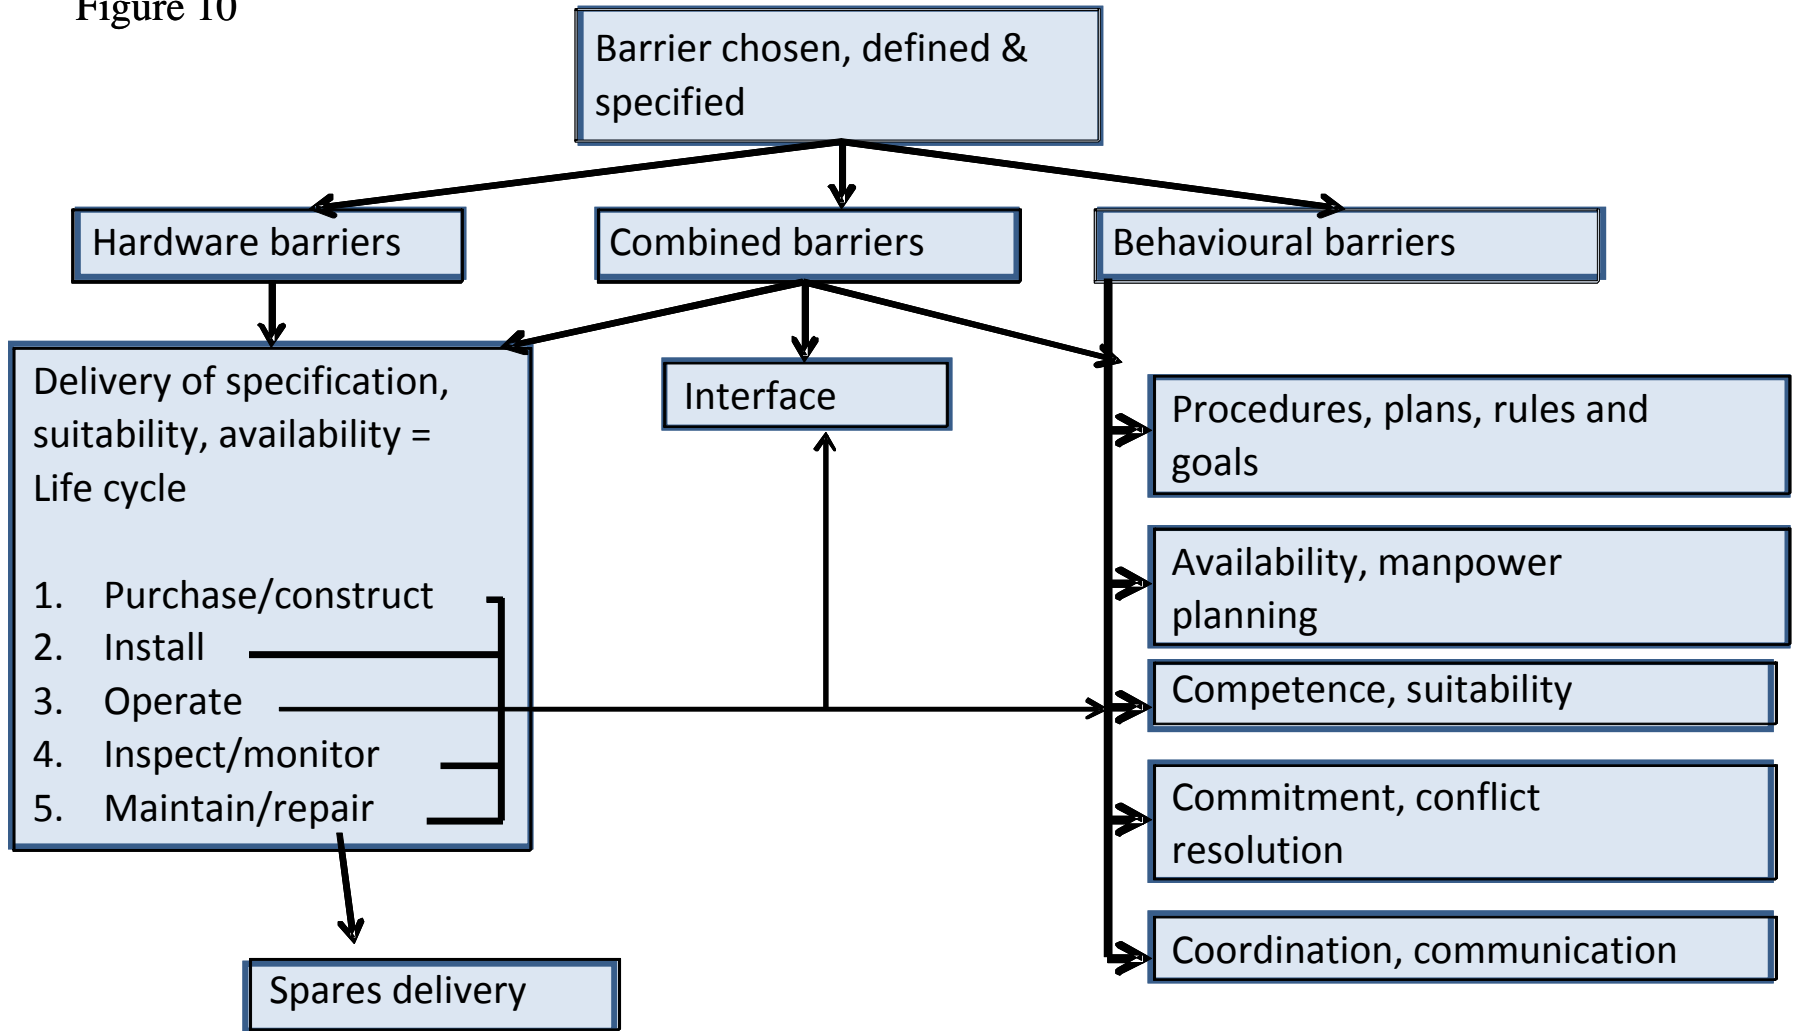 Figure 10
Barrier chosen, defined &
specified
Hardware barriers
Combined barriers
Behavioural barriers
Delivery of specification,
suitability, availability =
Life cycle
1. Purchase/construct
2. Install
3. Operate
4. Inspect/monitor
5. Maintain/repair
Interface
Procedures, plans, rules and
goals
Availability, manpower
planning
Competence, suitability
Commitment, conflict
resolution
Coordination, communication
Spares delivery